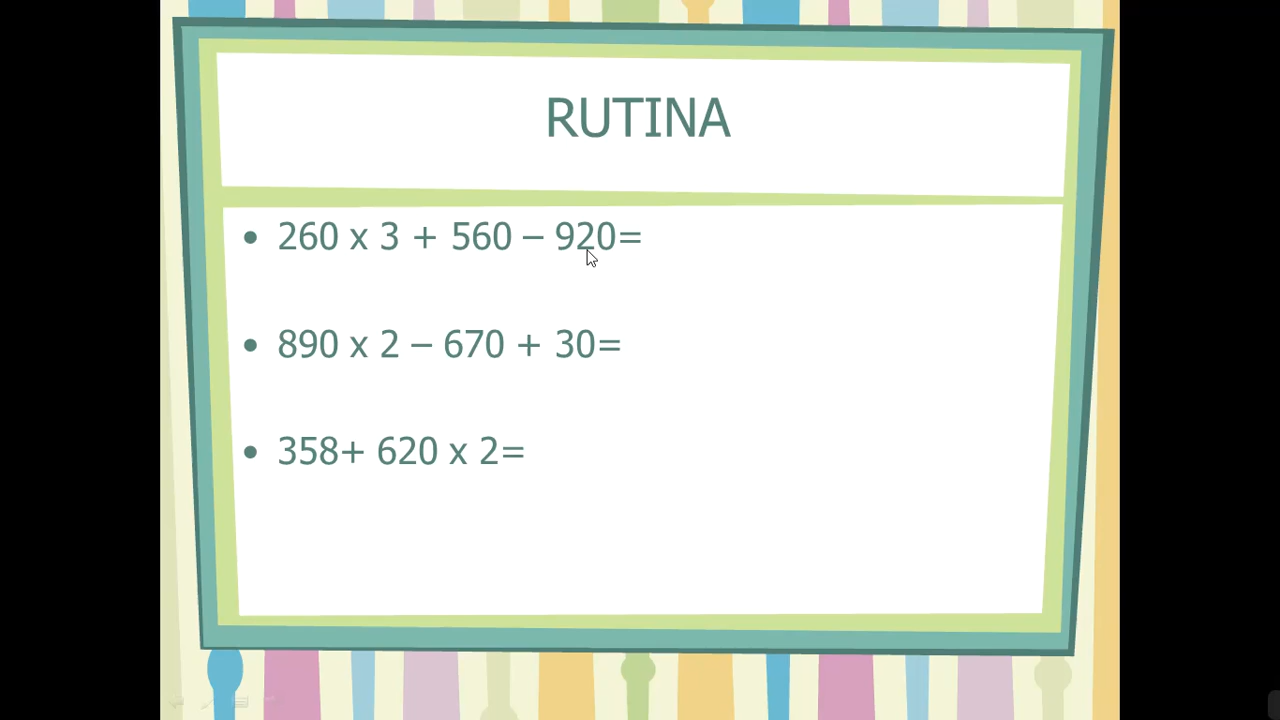 RUTINA
• 260 x 3 + 560 – 920=
• 890 x 2 – 670 + 30=
• 358+ 620 x 2=